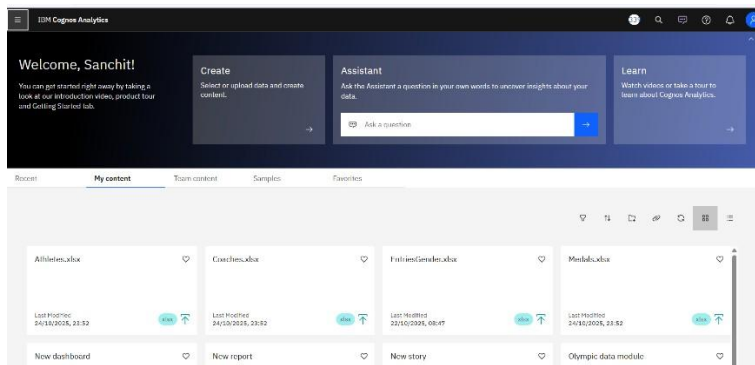 IBM Cognos Analytics
Welcome, Sanchit!
You can get started right away by taking a
look at our introduction video, product tour
and Getting Started tab.
Create
Select or upload data and create
content.
Assistant
Ask the Assistant a question in your own words to uncover insights about your
data.
Ask a question
Learn
Watch videos or take a tour to
learn about Cognos Analytics.
Recent
My content
Team content
Samples
Favorites
Athletes.xlsx
Last Modified
24/10/2025, 23:52
xlsx
Coaches.xlsx
Last Modified
24/10/2025, 23:52
xlsx
EntriesGender.xlsx
Last Modified
22/10/2025, 08:47
xlsx
Medals.xlsx
Last Modified
24/10/2025, 23:52
xlsx
New dashboard
New report
New story
Olympic data module